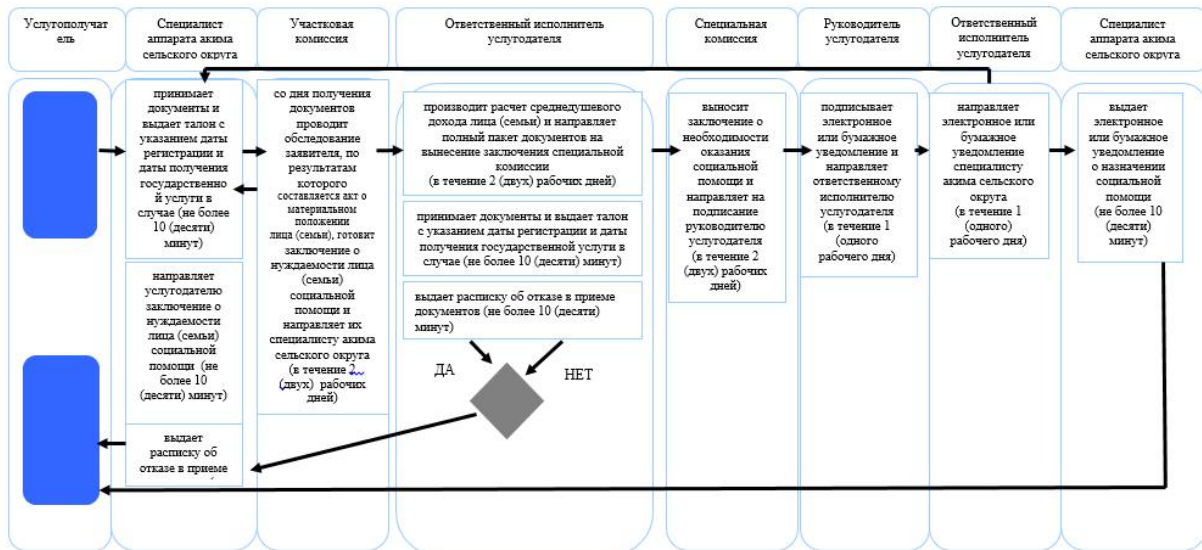 Услугополучат
ель
Специалист
аппарата акима
сельского округа
Участковая
комиссия
Ответственный исполнитель
услугодателя
Специальная
комиссия
Руководитель
услугодателя
Ответственный
исполнитель
услугодателя
Специалист
аппарата акима
сельского округа
принимает
документы и
выдает талон с
указанием даты
регистрации и
даты получения
государственно
й услуги в
случае (не более
10 (десяти)
минут)
направляет
услугодателю
заключение о
нуждаемости
лица (семьи)
социальной
помощи (не
более 10
(десяти) минут)
выдает
расписку об
отказе в приеме
со дня получения
документов
проводит
обследование
заявителя, по
результатам
которого
составляется акт о
материальном
положении
лица (семьи), готовит
заключение о
нуждаемости лица
(семьи)
социальной
помощи и
направляет их
специалисту акима
сельского округа
(в течение 2
(двух) рабочих
дней)
производит расчет среднедушевого
дохода лица (семьи) и направляет
полный пакет документов на
вынесение заключения специальной
комиссии
(в течение 2 (двух) рабочих дней)
принимает документы и выдает талон
с указанием даты регистрации и даты
получения государственной услуги в
случае (не более 10 (десяти) минут)
выдает расписку об отказе в приеме
документов (не более 10 (десяти)
минут)
ДА
НЕТ
выносит
заключение о
необходимости
оказания
социальной
помощи и
направляет на
подписание
руководителю
услугодателя
(в течение 2
(двух) рабочих
дней)
подписывает
электронное
или бумажное
уведомление и
направляет
ответственному
исполнителю
услугодателя
(в течение 1
(одного
рабочего дня)
направляет
электронное или
бумажное
уведомление
специалисту
акима сельского
округа
(в течение 1
(одного)
рабочего дня)
выдает
электронное
или бумажное
уведомление
о назначении
социальной
помощи
(не более 10
(десяти)
минут)